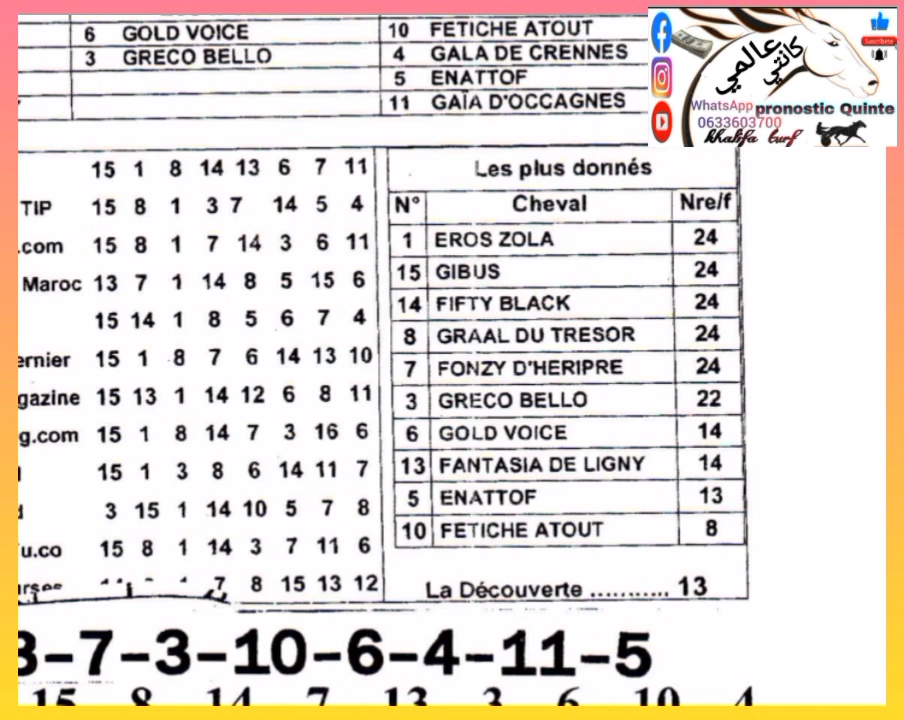 6 GOLD VOICE
3 GRECO BELLO
10 FETICHE ATOUT
4 GALA DE CRENNES
5 ENATTOF
11 GAÏA D'OCCAGNES
عالمي
كانتي
Suscríbete
WhatsApp pronostic Quinte
0633603700
khalifa turf
15 1 8 14 13 6 7 11
TIP 15 8 1 3 7 14 5 4
.com 15 8 1 7 14 3 6 11
Maroc 13 7 1 14 8 5 15 6
15 14 1 8 5 6 7 4
ernier 15 1 8 7 6 14 13 10
gazine 15 13 1 14 12 6 8 11
g.com 15 1 8 14 7 3 16 6
15 1 3 8 6 14 11 7
3 15 1 14 10 5 7 8
u.co 15 8 1 14 3 7 11 6
7 8 15 13 12
Les plus donnés
N° Cheval Nre/f
1 EROS ZOLA 24
15 GIBUS 24
14 FIFTY BLACK 24
8 GRAAL DU TRESOR 24
7 FONZY D'HERIPRE 24
3 GRECO BELLO 22
6 GOLD VOICE 14
13 FANTASIA DE LIGNY 14
5 ENATTOF 13
10 FETICHE ATOUT 8
La Découverte ........... 13
-7-3-10-6-4-11-5
15 8 14 7 13 3 6 10 4